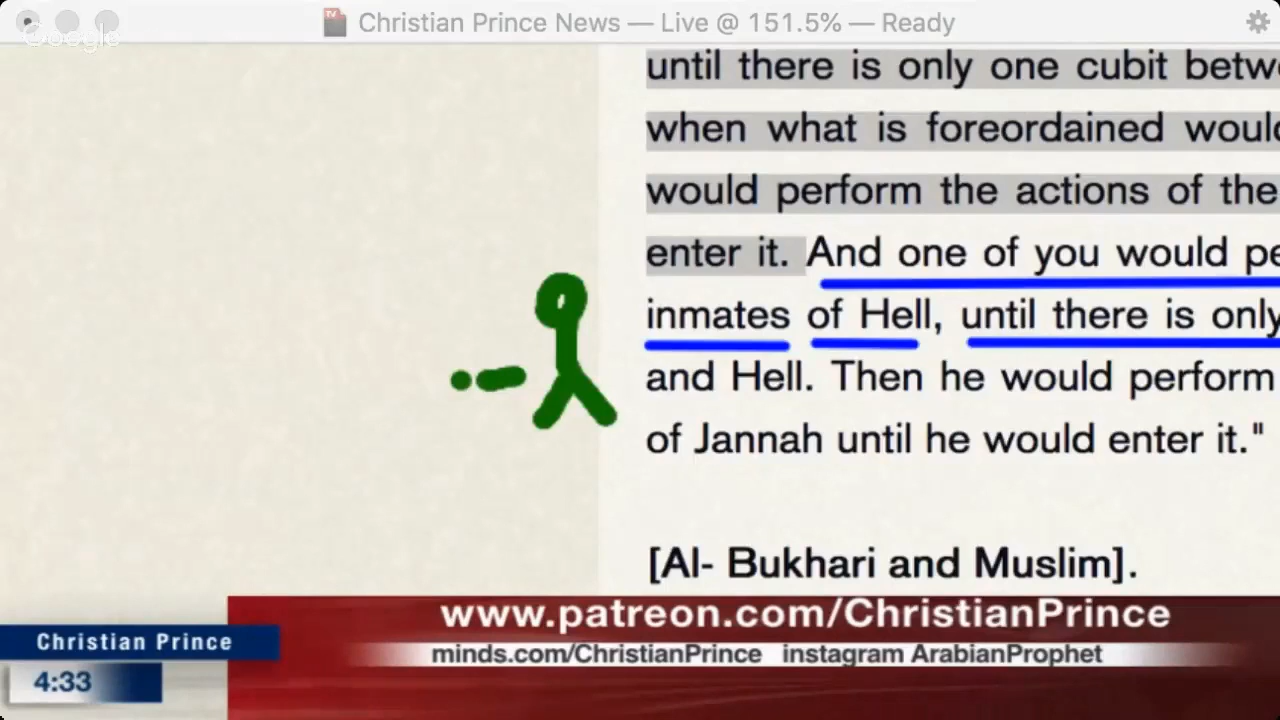 Christian Prince News — Live @ 151.5% — Ready
Google
until there is only one cubit betw
when what is foreordained woul
would perform the actions of the
enter it. And one of you would pe
inmates of Hell, until there is only
and Hell. Then he would perform
of Jannah until he would enter it."
[Al- Bukhari and Muslim].
www.patreon.com/ChristianPrince
Christian Prince
minds.com/ChristianPrince instagram ArabianProphet
4:33